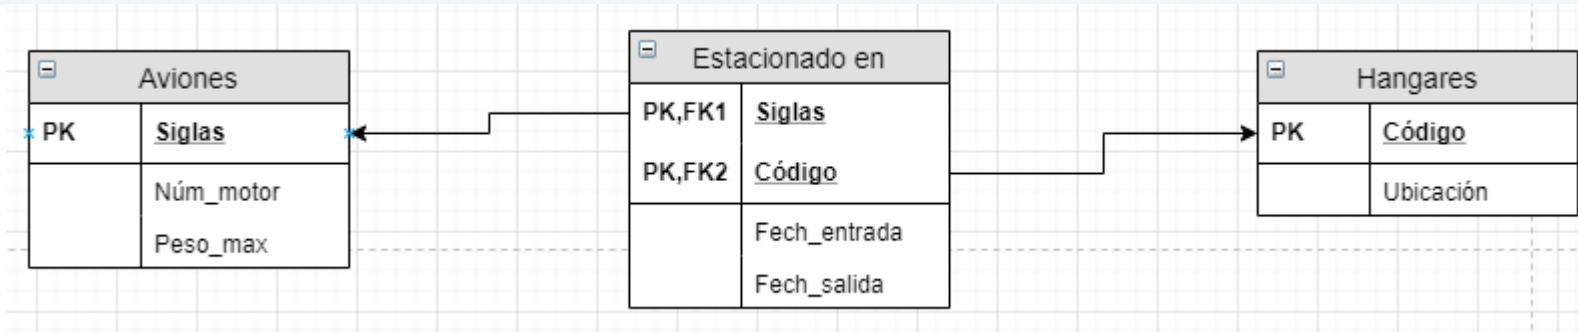 Aviones
PK Siglas
Núm_motor
Peso_max
Estacionado en
PK,FK1 Siglas
PK,FK2 Código
Fech_entrada
Fech_salida
Hangares
PK Código
Ubicación